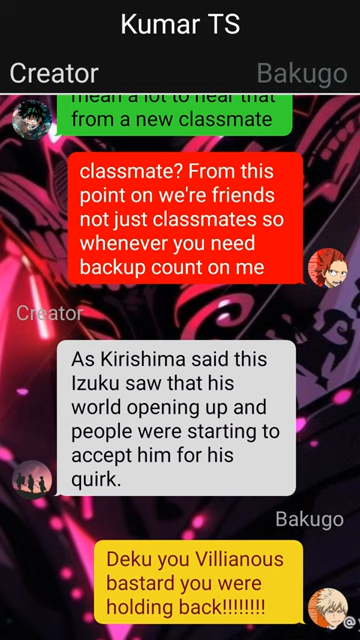 Kumar TS
Creator
Bakugo
mean a lot to hear that
from a new classmate
classmate? From this
point on we're friends
not just classmates so
whenever you need
backup count on me
Creator
As Kirishima said this
Izuku saw that his
world opening up and
people were starting to
accept him for his
quirk.
Bakugo
Deku you Villianous
bastard you were
holding back!!!!!!!!
@